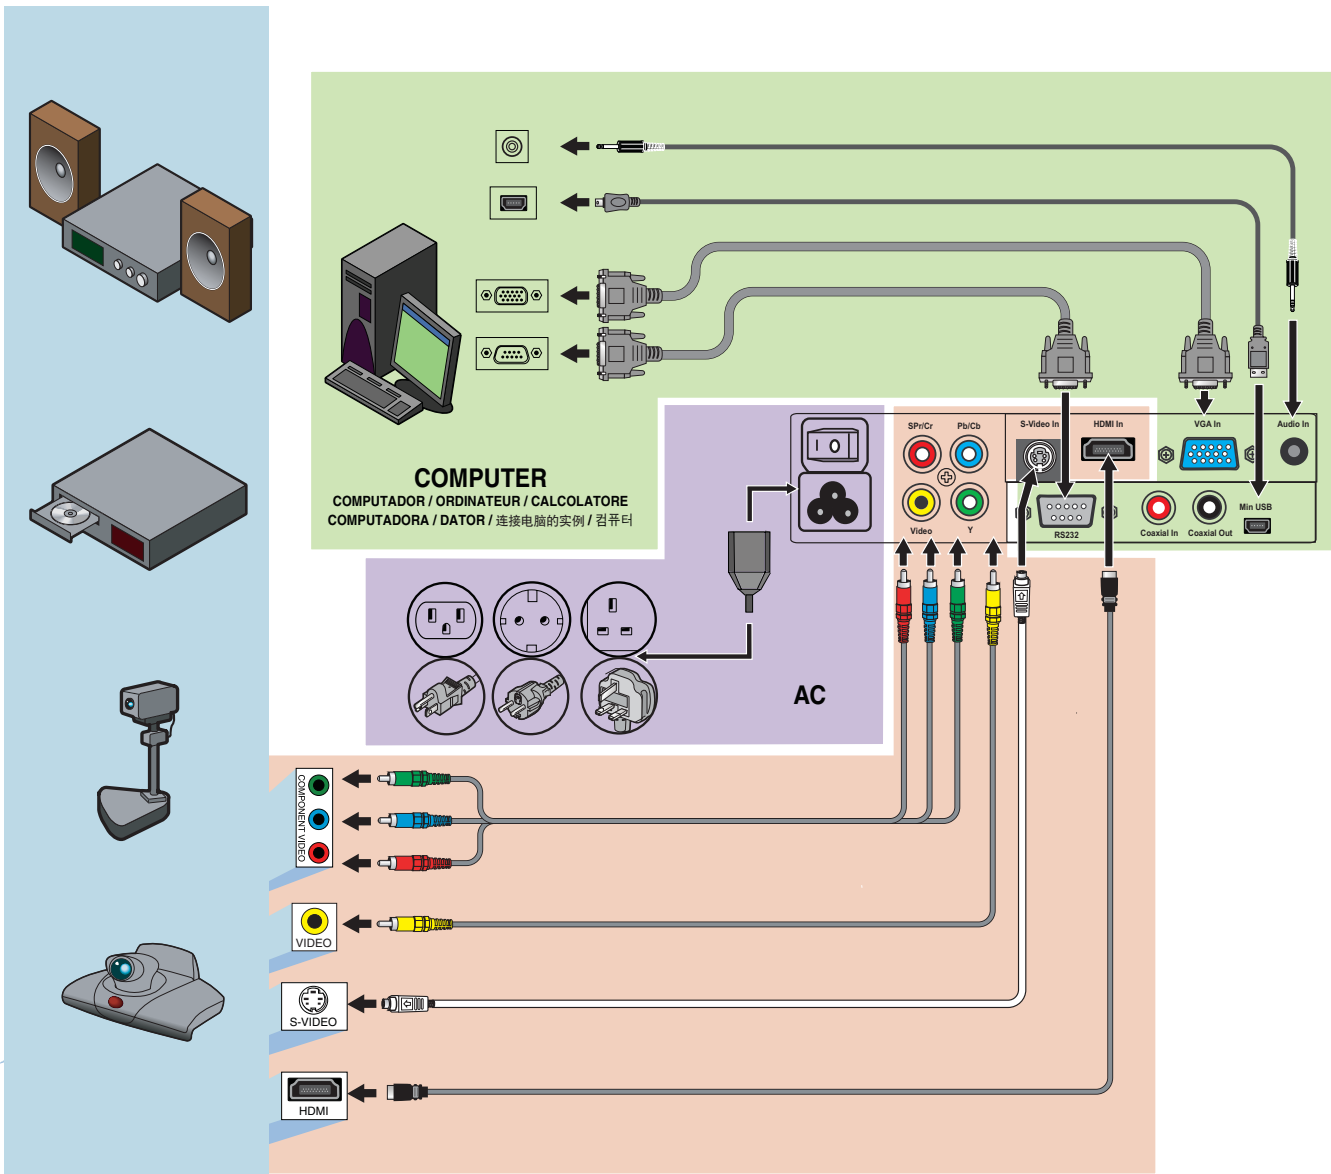 COMPUTER
COMPUTADOR / ORDINATEUR / CALCOLATORE
COMPUTADORA / DATOR / 连接电脑的实例 / 컴퓨터
SPr/Cr
Pb/Cb
S-Video In
HDMI In
VGA In
Audio In
Video
Y
RS232
Coaxial In
Coaxial Out
Min USB
AC
COMPONENT VIDEO
VIDEO
S-VIDEO
HDMI